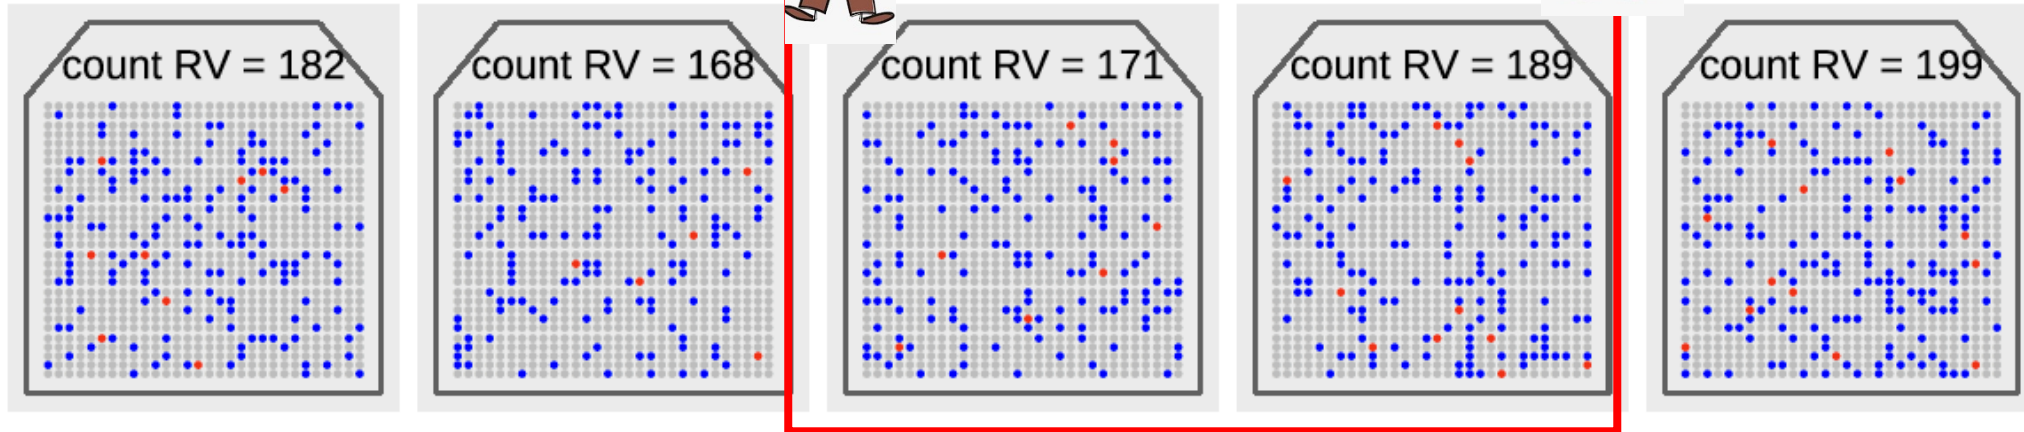 count RV = 182
count RV = 168
count RV = 171
count RV = 189
count RV = 199